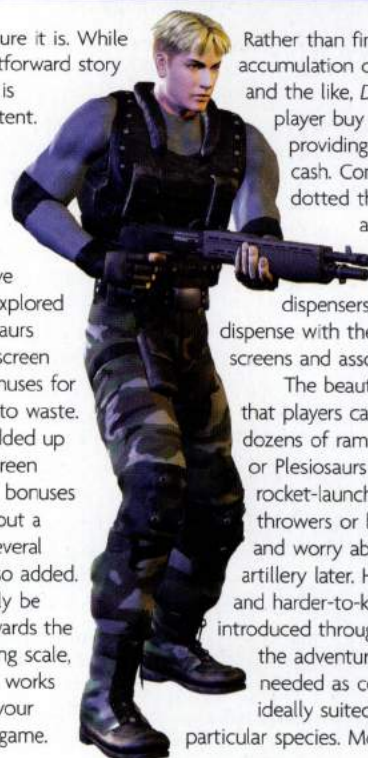 ure it is. While
tforward story
is
tent.
ve
xplored
aurs
screen
nuses for
to waste.
dded up
reen
bonuses
out a
everal
so added.
ly be
wards the
ng scale,
works
your
game.
Rather than fir
accumulation o
and the like, D
player buy
providing
cash. Cor
dotted th
a
dispensers
dispense with the
screens and asso
The beaut
that players ca
dozens of ram
or Plesiosaurs
rocket-launch
throwers or l
and worry ab
artillery later. H
and harder-to-k
introduced throug
the adventur
needed as co
ideally suited
particular species. Mo